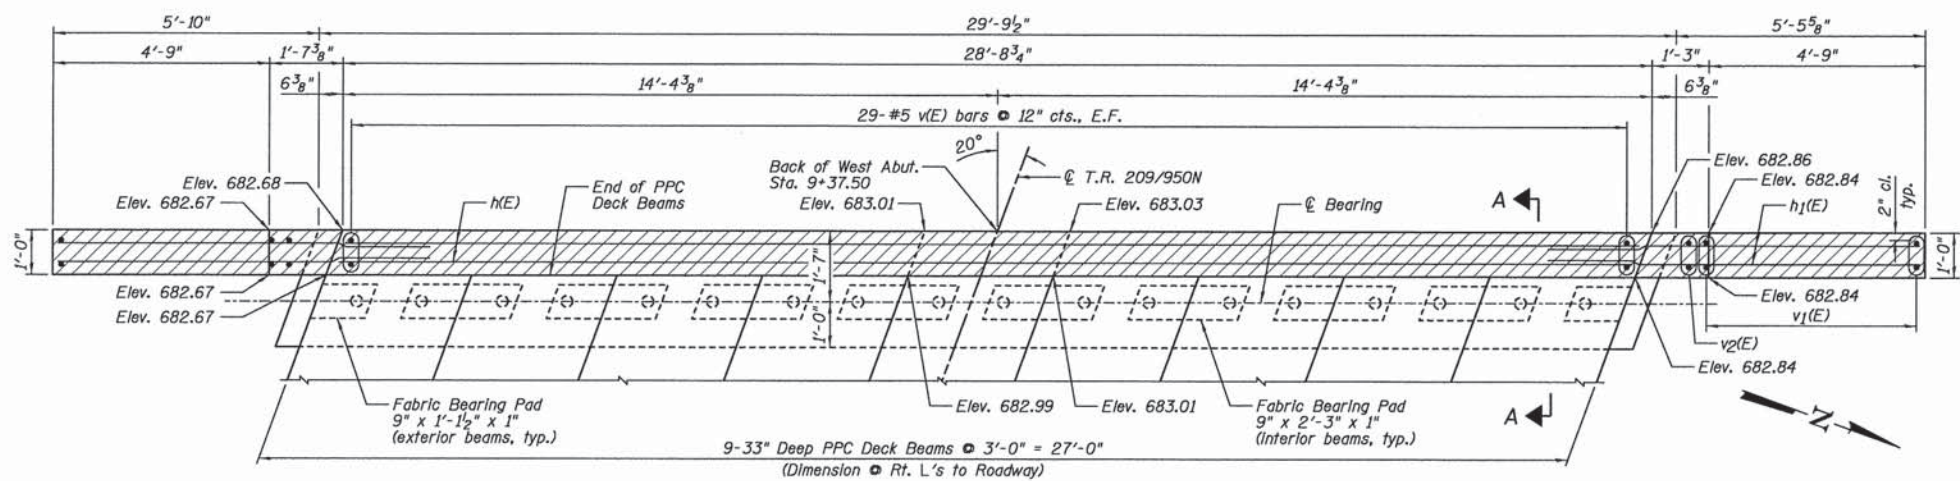 5'-10"
29'-9½"
5'-5⅝"
4'-9"
1'-7⅜"
28'-8¾"
1'-3"
4'-9"
6⅜"
14'-4⅜"
14'-4⅜"
6⅜"
29-#5 v(E) bars @ 12" cts., E.F.
20°
Back of West Abut.
Sta. 9+37.50
℄ T.R. 209/950N
Elev. 682.86
Elev. 682.68
End of PPC
Deck Beams
Elev. 682.84
Elev. 682.67
h(E)
Elev. 683.01
Elev. 683.03
℄ Bearing
A
2" cl.
typ.
h1(E)
1'-0"
1'-7"
1'-0"
Elev. 682.67
Elev. 682.84
Elev. 682.67
1'-0"
v1(E)
v2(E)
Elev. 682.84
Fabric Bearing Pad
9" x 1'-1½" x 1"
(exterior beams, typ.)
Elev. 682.99
Elev. 683.01
Fabric Bearing Pad
9" x 2'-3" x 1"
(interior beams, typ.)
A
N
9-33" Deep PPC Deck Beams @ 3'-0" = 27'-0"
(Dimension @ Rt. L's to Roadway)